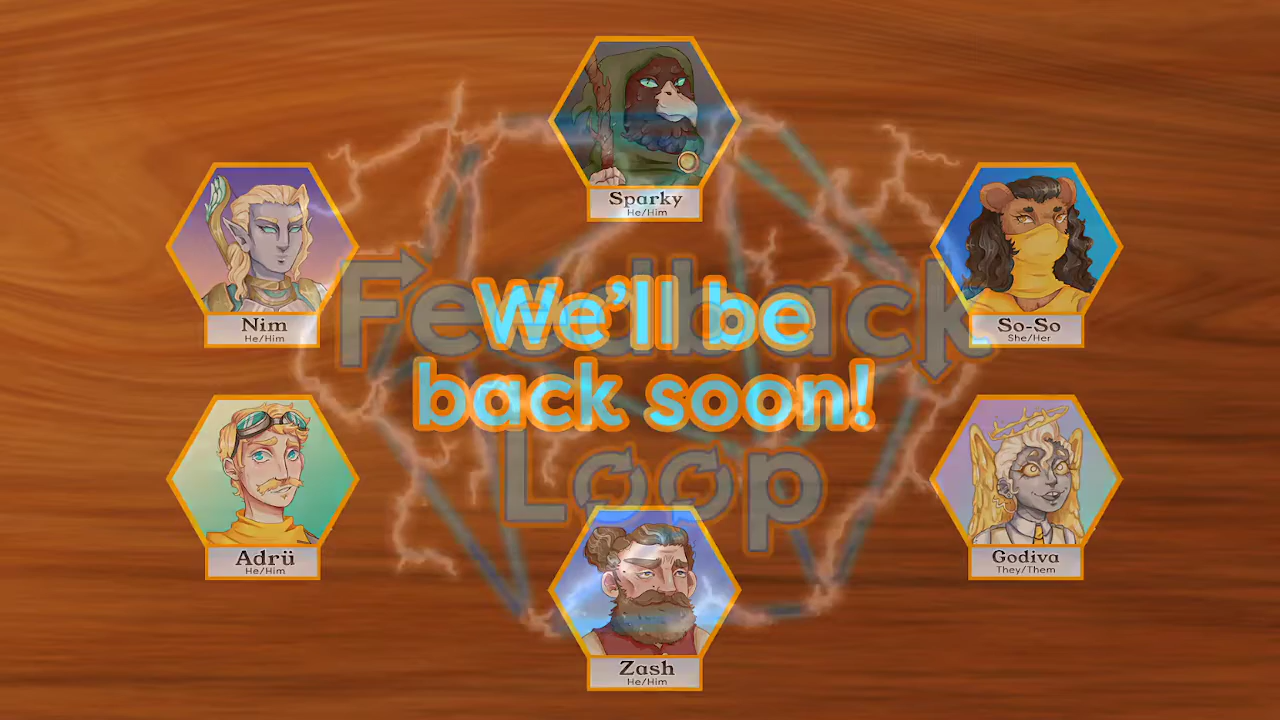 Sparky
He/Him
Nim
He/Him
So-So
She/Her
Feedback
We'll be
back soon!
Loop
Adrü
He/Him
Godiva
They/Them
Zash
He/Him